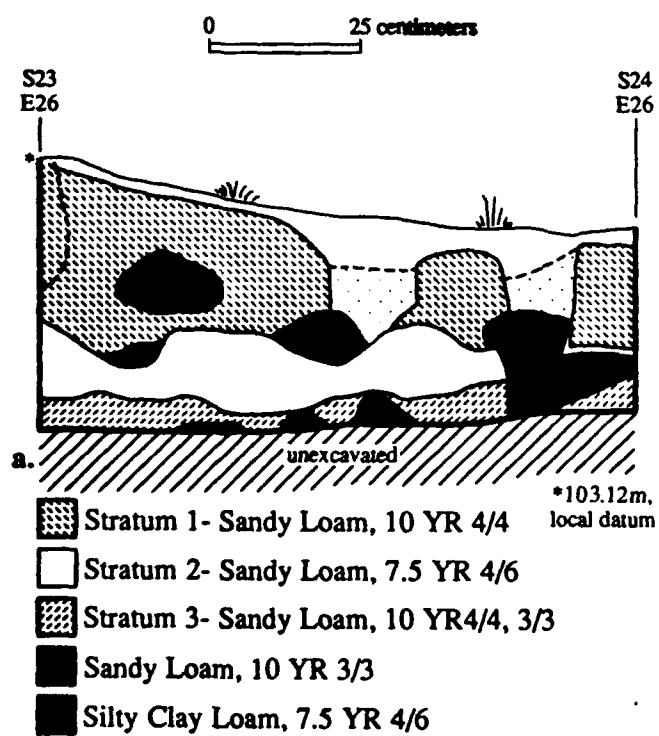 0 25 centimeters
S23 S24
E26 E26
*
unexcavated
a.
*103.12m,
local datum
Stratum 1- Sandy Loam, 10 YR 4/4
Stratum 2- Sandy Loam, 7.5 YR 4/6
Stratum 3- Sandy Loam, 10 YR4/4, 3/3
Sandy Loam, 10 YR 3/3
Silty Clay Loam, 7.5 YR 4/6